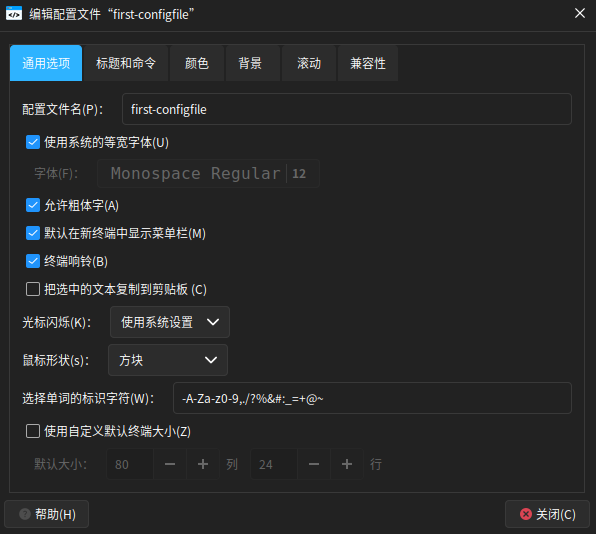 编辑配置文件“first-configfile”
通用选项 标题和命令 颜色 背景 滚动 兼容性
配置文件名(P)： first-configfile
使用系统的等宽字体(U)
字体(F)： Monospace Regular 12
允许粗体字(A)
默认在新终端中显示菜单栏(M)
终端响铃(B)
把选中的文本复制到剪贴板 (C)
光标闪烁(K)： 使用系统设置
鼠标形状(s)： 方块
选择单词的标识字符(W)： -A-Za-z0-9,./?%&#:_=+@~
使用自定义默认终端大小(Z)
默认大小： 80 列 24 行
帮助(H) 关闭(C)